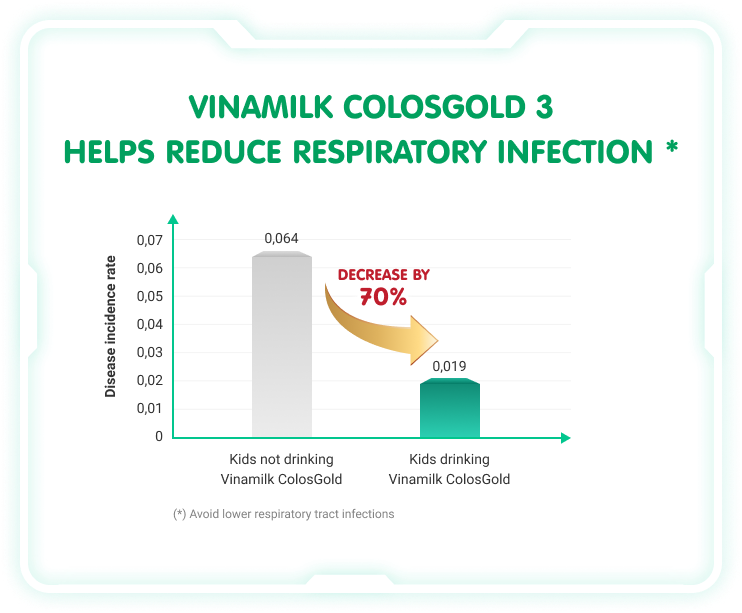 VINAMILK COLOSGOLD 3
HELPS REDUCE RESPIRATORY INFECTION *
Disease incidence rate
0,07
0,06
0,05
0,04
0,03
0,02
0,01
0
0,064
DECREASE BY
70%
0,019
Kids not drinking
Vinamilk ColosGold
Kids drinking
Vinamilk ColosGold
(*) Avoid lower respiratory tract infections